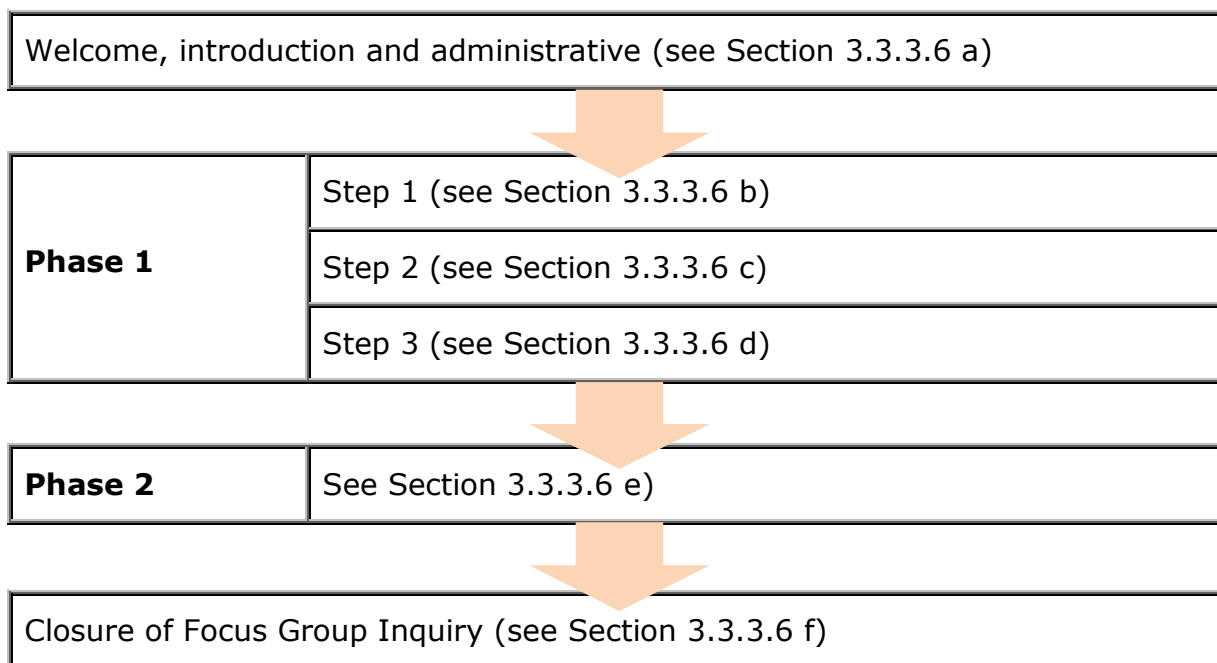 Welcome, introduction and administrative (see Section 3.3.3.6 a)
Phase 1
Step 1 (see Section 3.3.3.6 b)
Step 2 (see Section 3.3.3.6 c)
Step 3 (see Section 3.3.3.6 d)
Phase 2
See Section 3.3.3.6 e)
Closure of Focus Group Inquiry (see Section 3.3.3.6 f)